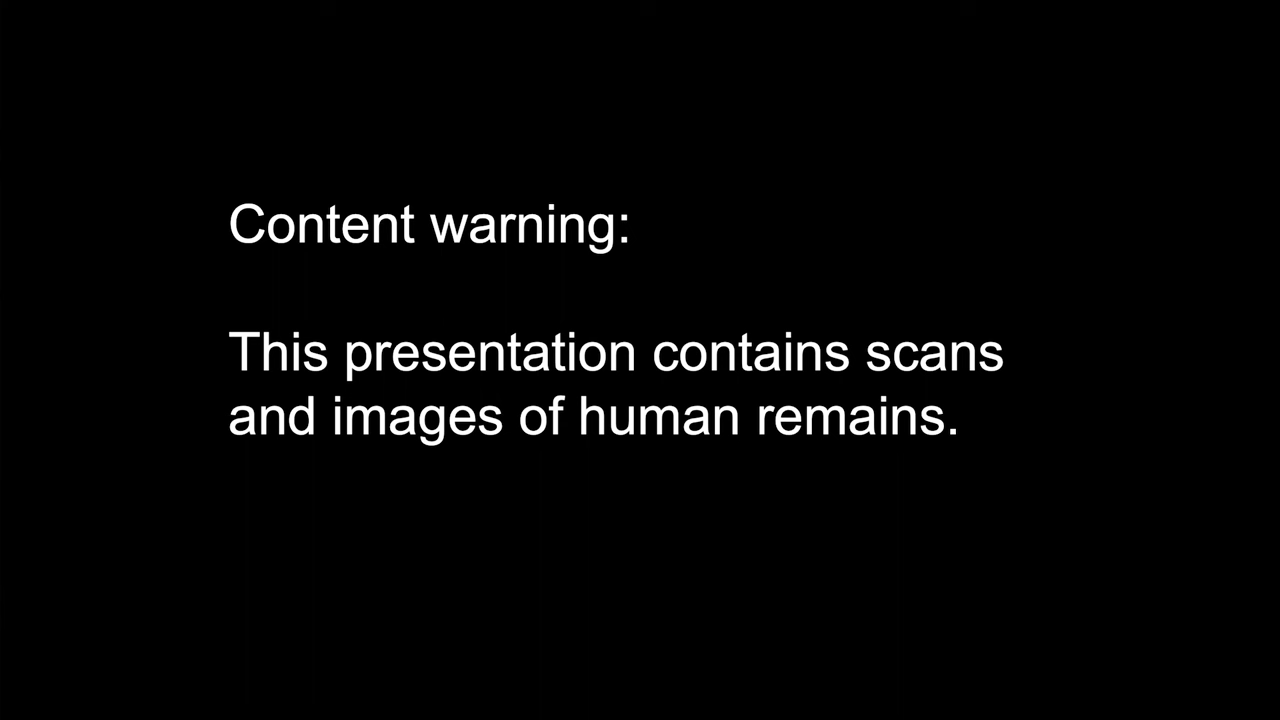 Content warning:
This presentation contains scans
and images of human remains.